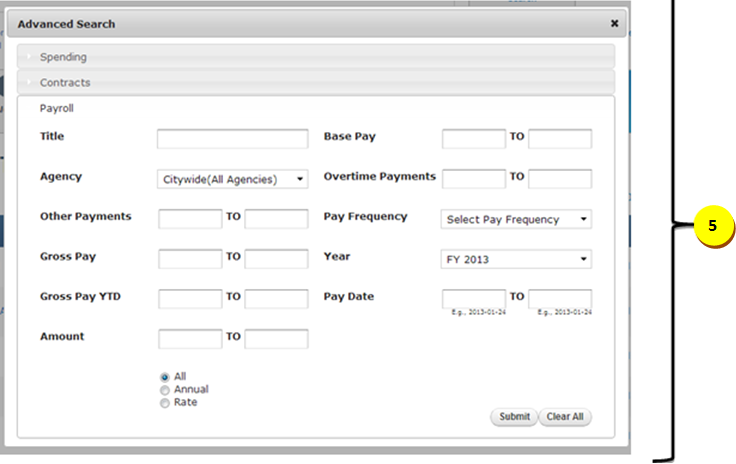 Advanced Search
Spending
Contracts
Payroll
Title Base Pay TO
Agency Citywide(All Agencies) Overtime Payments TO
Other Payments TO Pay Frequency Select Pay Frequency
Gross Pay TO Year FY 2013
Gross Pay YTD TO Pay Date TO
E.g., 2013-01-24 E.g., 2013-01-24
Amount TO
All
Annual
Rate
Submit Clear All
5